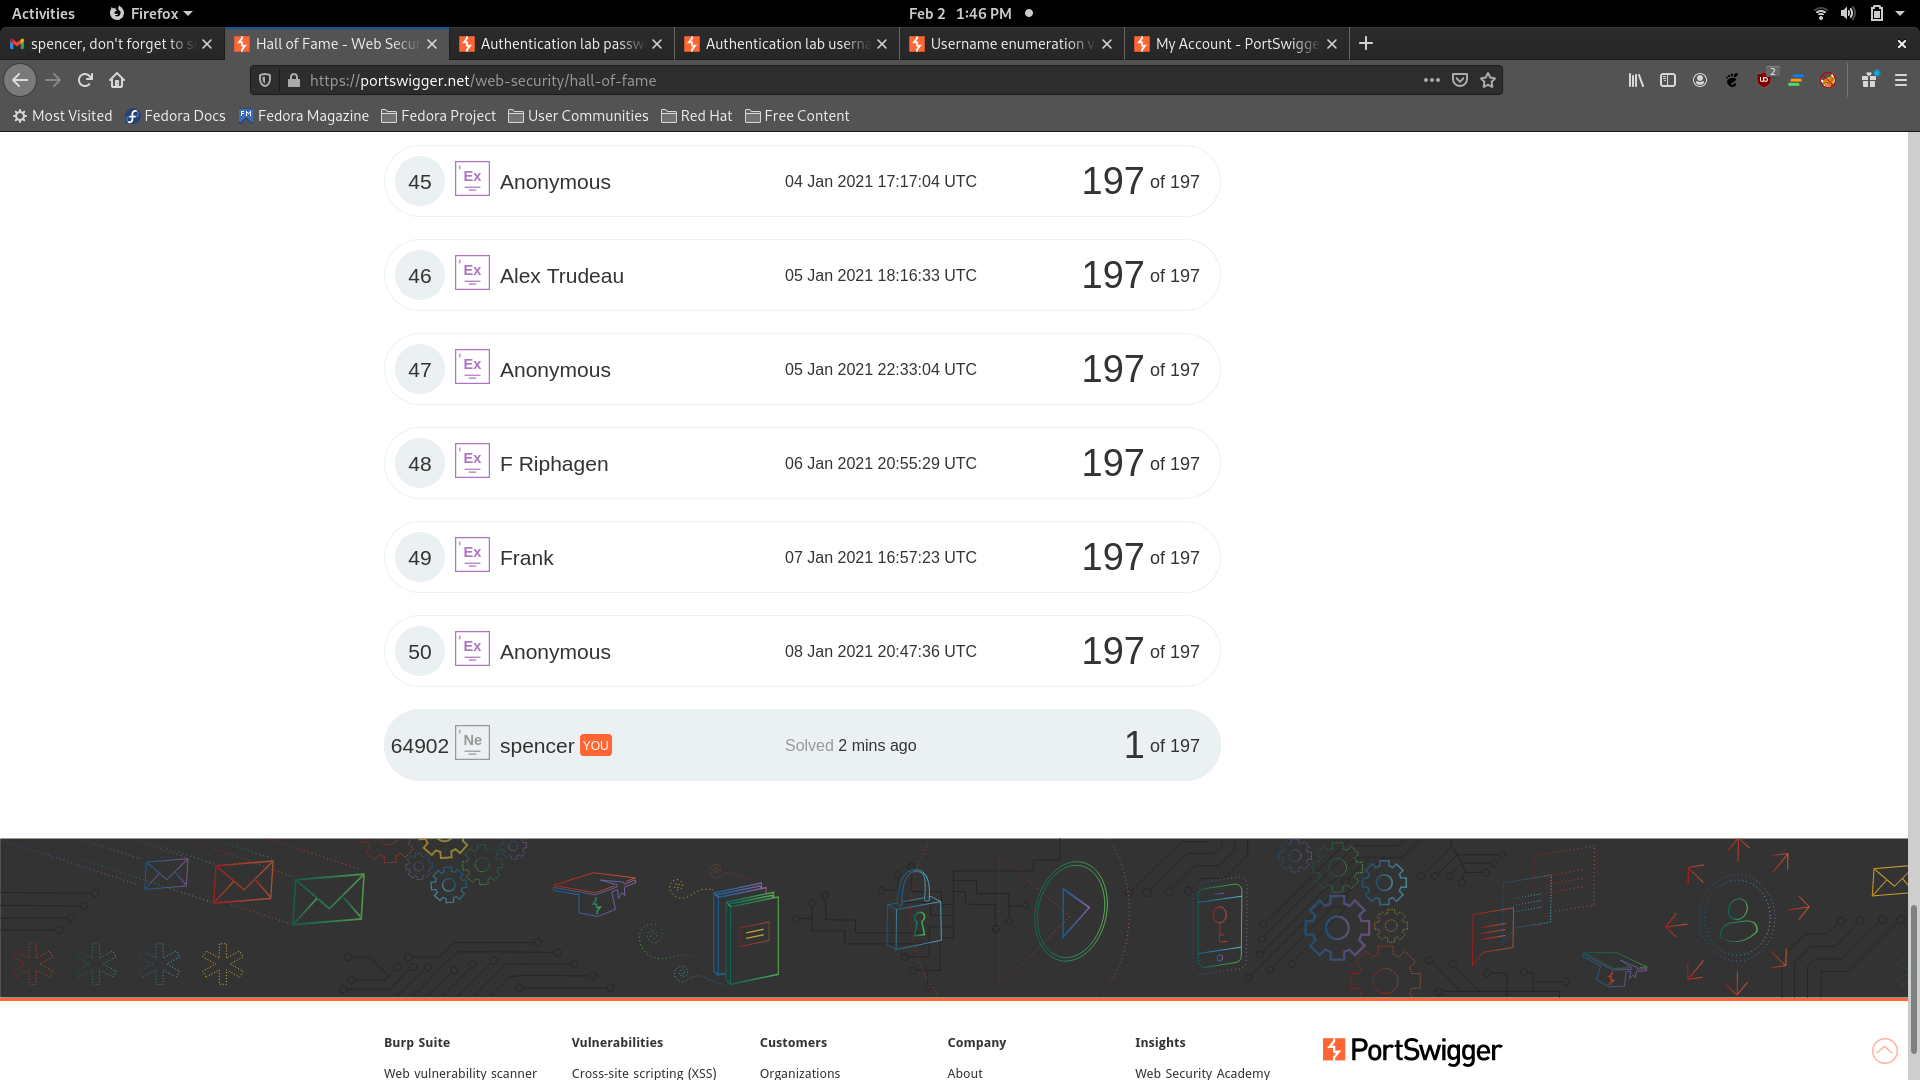 Activities Firefox Feb 2 1:46 PM
spencer, don't forget to s Hall of Fame - Web Secu Authentication lab passw Authentication lab userna Username enumeration v My Account - PortSwigge
https://portswigger.net/web-security/hall-of-fame 2
Most Visited Fedora Docs Fedora Magazine Fedora Project User Communities Red Hat Free Content
45 Ex Anonymous 04 Jan 2021 17:17:04 UTC 197 of 197
46 Ex Alex Trudeau 05 Jan 2021 18:16:33 UTC 197 of 197
47 Ex Anonymous 05 Jan 2021 22:33:04 UTC 197 of 197
48 Ex F Riphagen 06 Jan 2021 20:55:29 UTC 197 of 197
49 Ex Frank 07 Jan 2021 16:57:23 UTC 197 of 197
50 Ex Anonymous 08 Jan 2021 20:47:36 UTC 197 of 197
64902 Ne spencer YOU Solved 2 mins ago 1 of 197
Burp Suite Vulnerabilities Customers Company Insights PortSwigger
Web vulnerability scanner Cross-site scripting (XSS) Organizations About Web Security Academy